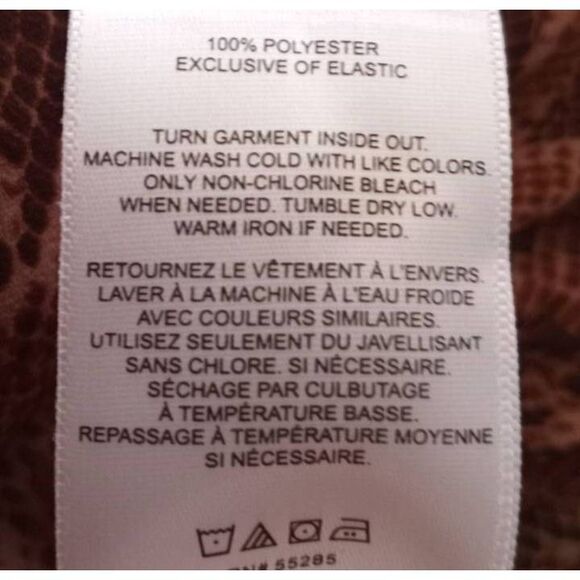 100% POLYESTER
EXCLUSIVE OF ELASTIC
TURN GARMENT INSIDE OUT.
MACHINE WASH COLD WITH LIKE COLORS.
ONLY NON-CHLORINE BLEACH
WHEN NEEDED. TUMBLE DRY LOW.
WARM IRON IF NEEDED.
RETOURNEZ LE VÊTEMENT À L'ENVERS.
LAVER À LA MACHINE À L'EAU FROIDE
AVEC COULEURS SIMILAIRES.
UTILISEZ SEULEMENT DU JAVELLISANT
SANS CHLORE. SI NÉCESSAIRE.
SÉCHAGE PAR CULBUTAGE
À TEMPÉRATURE BASSE.
REPASSAGE À TEMPÉRATURE MOYENNE
SI NÉCESSAIRE.
55285